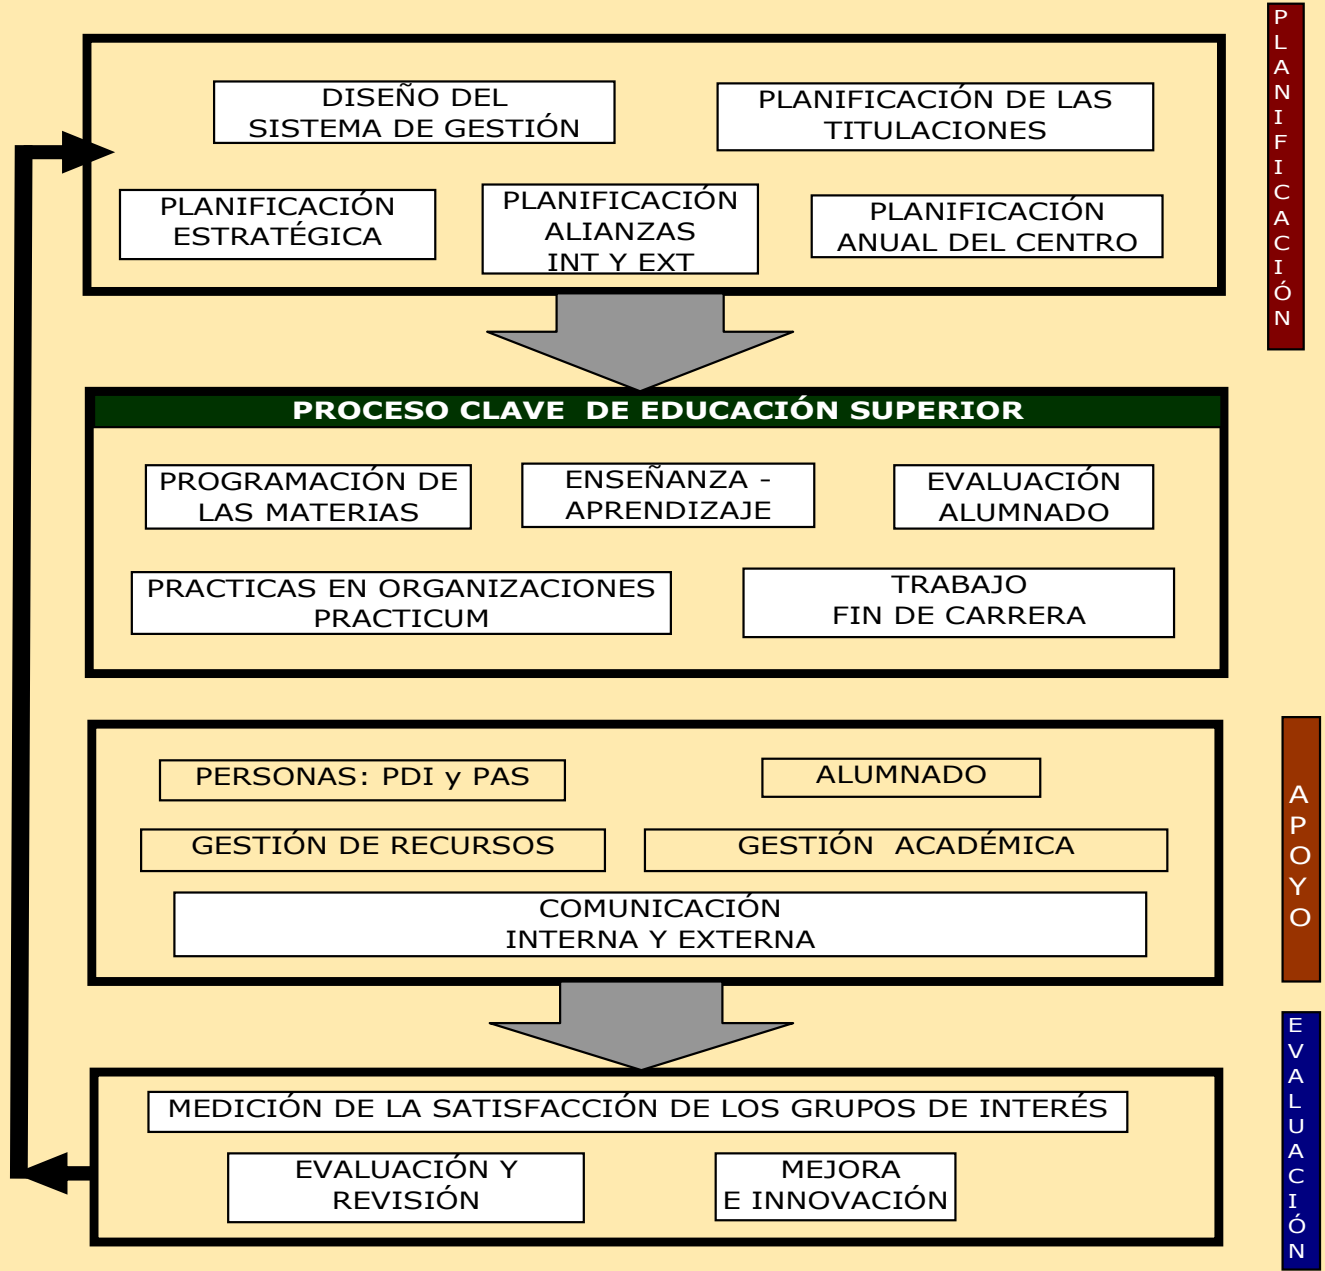 DISEÑO DEL
SISTEMA DE GESTIÓN
PLANIFICACIÓN DE LAS
TITULACIONES
PLANIFICACIÓN
ESTRATÉGICA
PLANIFICACIÓN
ALIANZAS
INT Y EXT
PLANIFICACIÓN
ANUAL DEL CENTRO
PLANIFICACIÓN
PROCESO CLAVE DE EDUCACIÓN SUPERIOR
PROGRAMACIÓN DE
LAS MATERIAS
ENSEÑANZA -
APRENDIZAJE
EVALUACIÓN
ALUMNADO
PRACTICAS EN ORGANIZACIONES
PRACTICUM
TRABAJO
FIN DE CARRERA
PERSONAS: PDI y PAS
ALUMNADO
GESTIÓN DE RECURSOS
GESTIÓN ACADÉMICA
COMUNICACIÓN
INTERNA Y EXTERNA
APOYO
MEDICIÓN DE LA SATISFACCIÓN DE LOS GRUPOS DE INTERÉS
EVALUACIÓN Y
REVISIÓN
MEJORA
E INNOVACIÓN
EVALUACIÓN